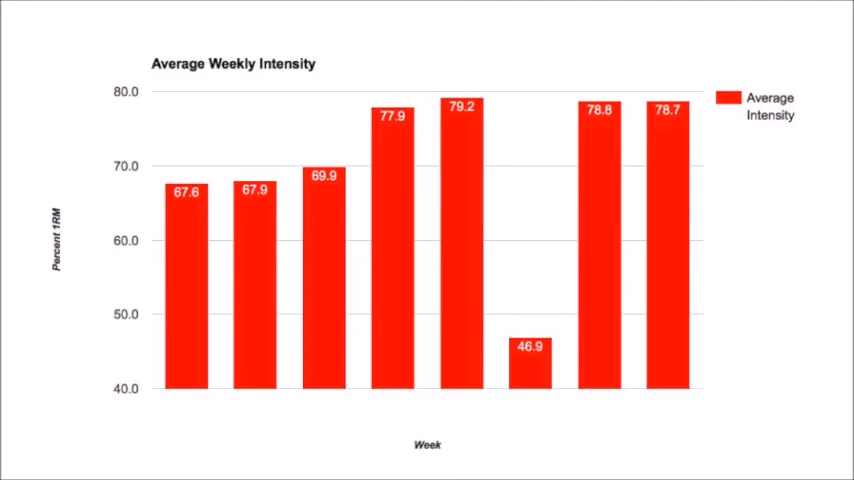 Average Weekly Intensity
80.0
70.0
60.0
50.0
40.0
Percent 1RM
67.6
67.9
69.9
77.9
79.2
46.9
78.8
78.7
Average
Intensity
Week